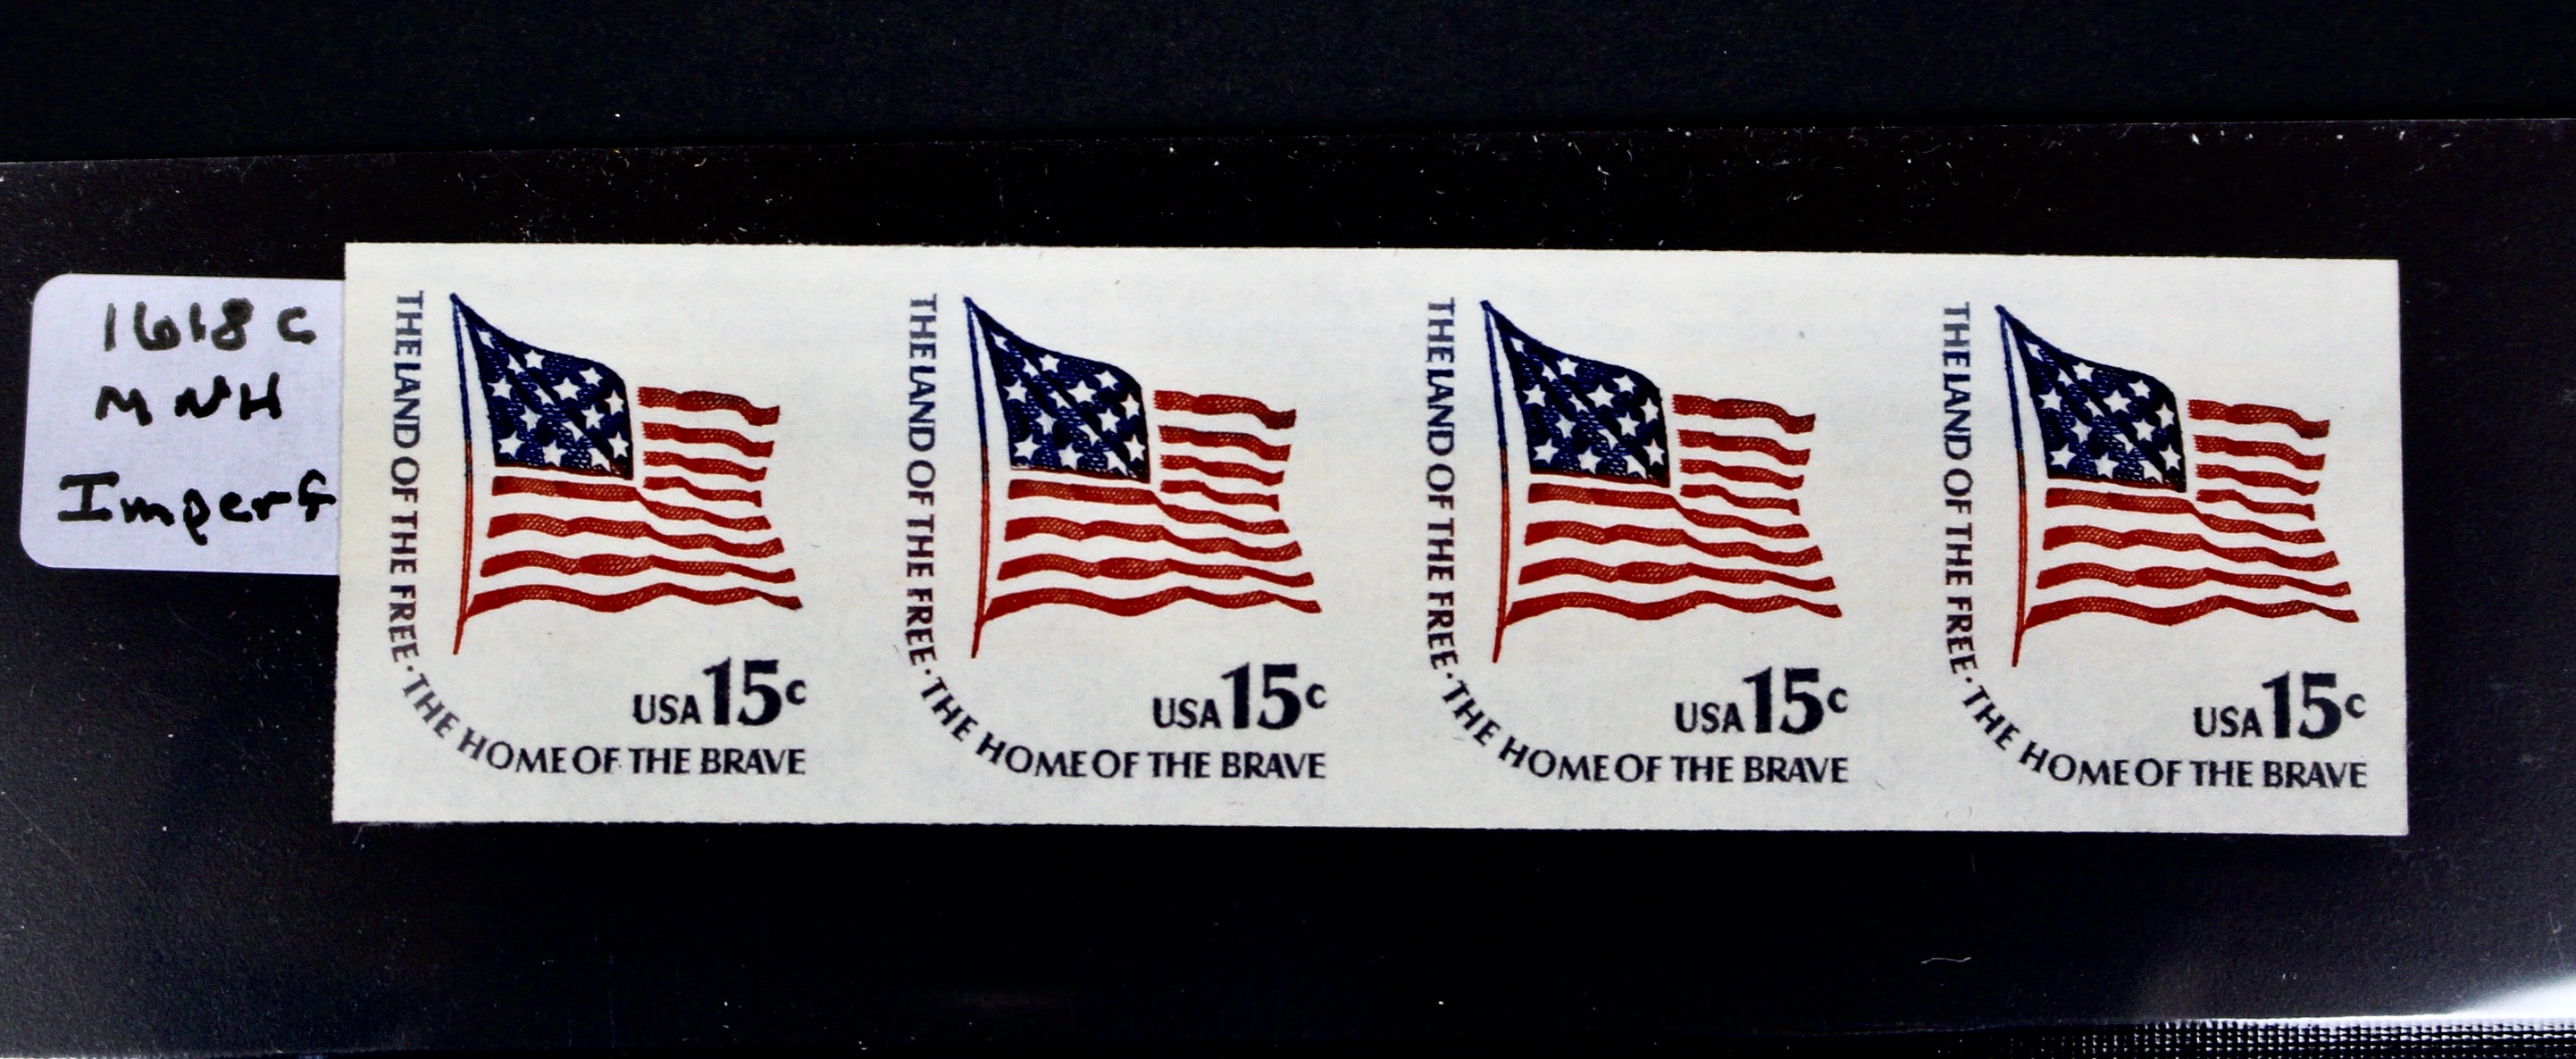 1618 c
MNH
Imperf
THE LAND OF THE FREE · THE HOME OF THE BRAVE
USA 15c
THE LAND OF THE FREE · THE HOME OF THE BRAVE
USA 15c
THE LAND OF THE FREE · THE HOME OF THE BRAVE
USA 15c
THE LAND OF THE FREE · THE HOME OF THE BRAVE
USA 15c